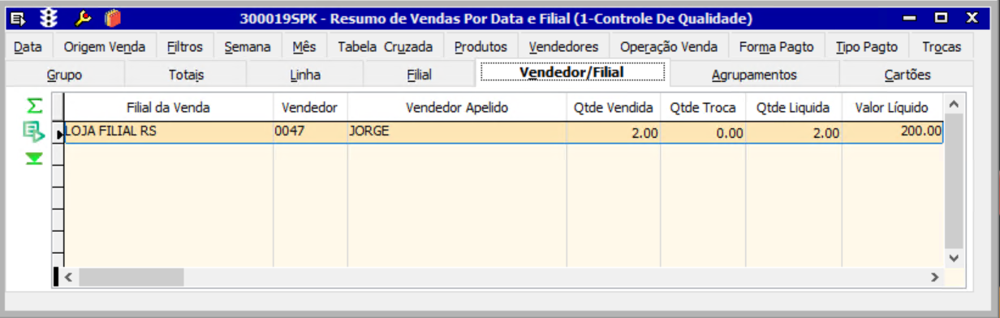 300019SPK - Resumo de Vendas Por Data e Filial (1-Controle De Qualidade)
Data Origem Venda Filtros Semana Mês Tabela Cruzada Produtos Vendedores Operação Venda Forma Pagto Tipo Pagto Trocas
Grupo Totais Linha Filial Vendedor/Filial Agrupamentos Cartões
Filial da Venda Vendedor Vendedor Apelido Qtde Vendida Qtde Troca Qtde Liquida Valor Líquido
LOJA FILIAL RS 0047 JORGE 2.00 0.00 2.00 200.00